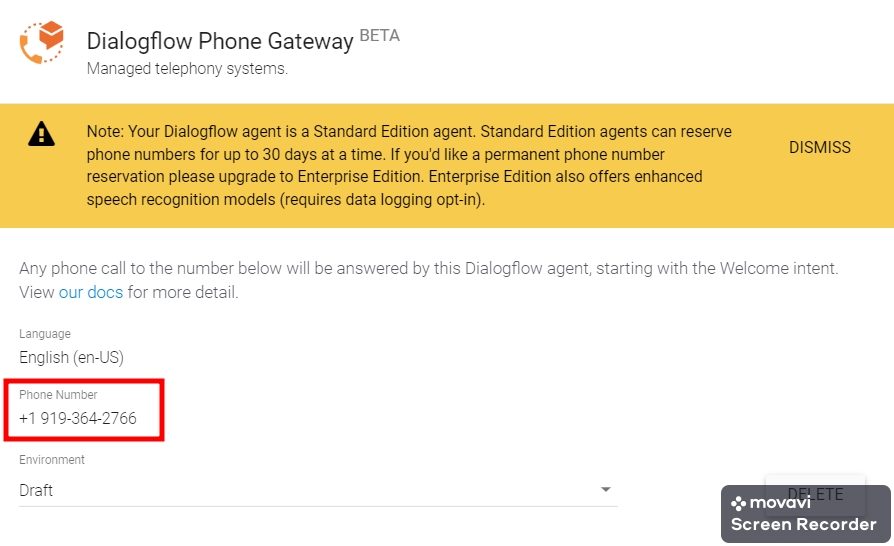 Dialogflow Phone Gateway BETA
Managed telephony systems.
Note: Your Dialogflow agent is a Standard Edition agent. Standard Edition agents can reserve
phone numbers for up to 30 days at a time. If you'd like a permanent phone number
reservation please upgrade to Enterprise Edition. Enterprise Edition also offers enhanced
speech recognition models (requires data logging opt-in).
DISMISS
Any phone call to the number below will be answered by this Dialogflow agent, starting with the Welcome intent.
View our docs for more detail.
Language
English (en-US)
Phone Number
+1 919-364-2766
Environment
Draft
DELETE
movavi
Screen Recorder